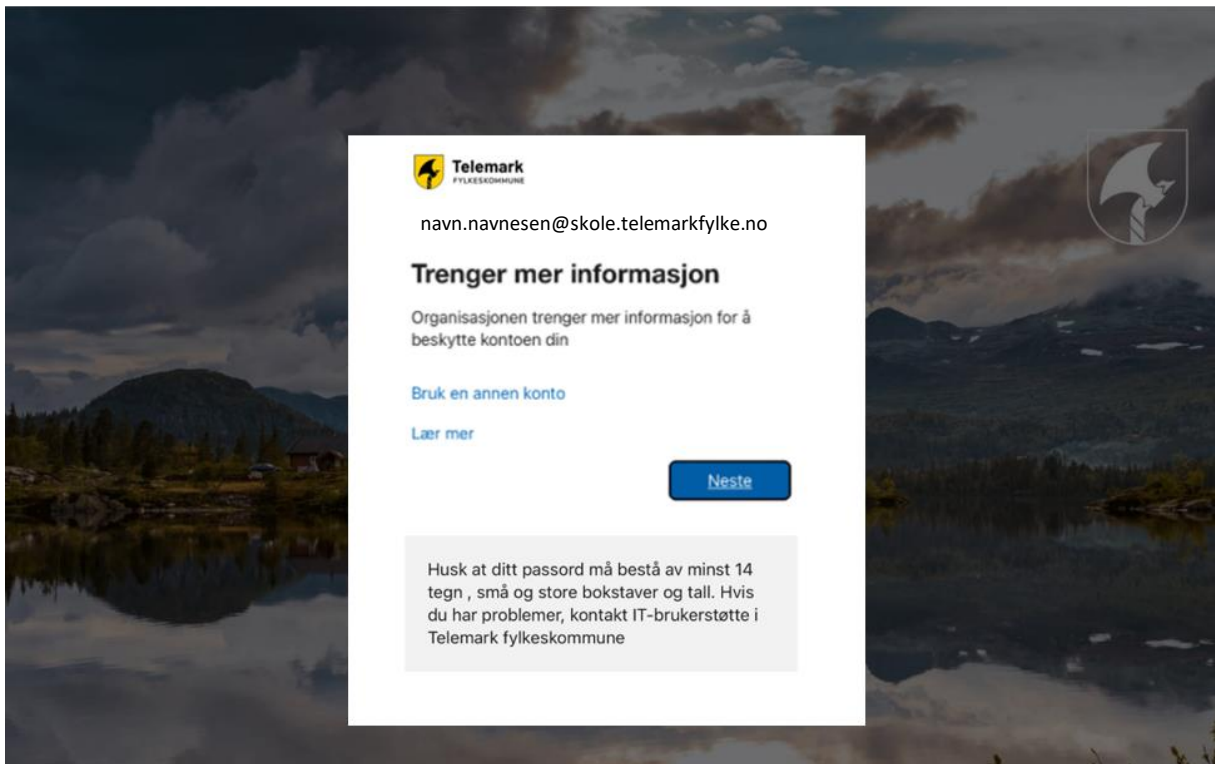 Telemark
FYLKESKOMMUNE
navn.navnesen@skole.telemarkfylke.no
Trenger mer informasjon
Organisasjonen trenger mer informasjon for å
beskytte kontoen din
Bruk en annen konto
Lær mer
Neste
Husk at ditt passord må bestå av minst 14
tegn , små og store bokstaver og tall. Hvis
du har problemer, kontakt IT-brukerstøtte i
Telemark fylkeskommune